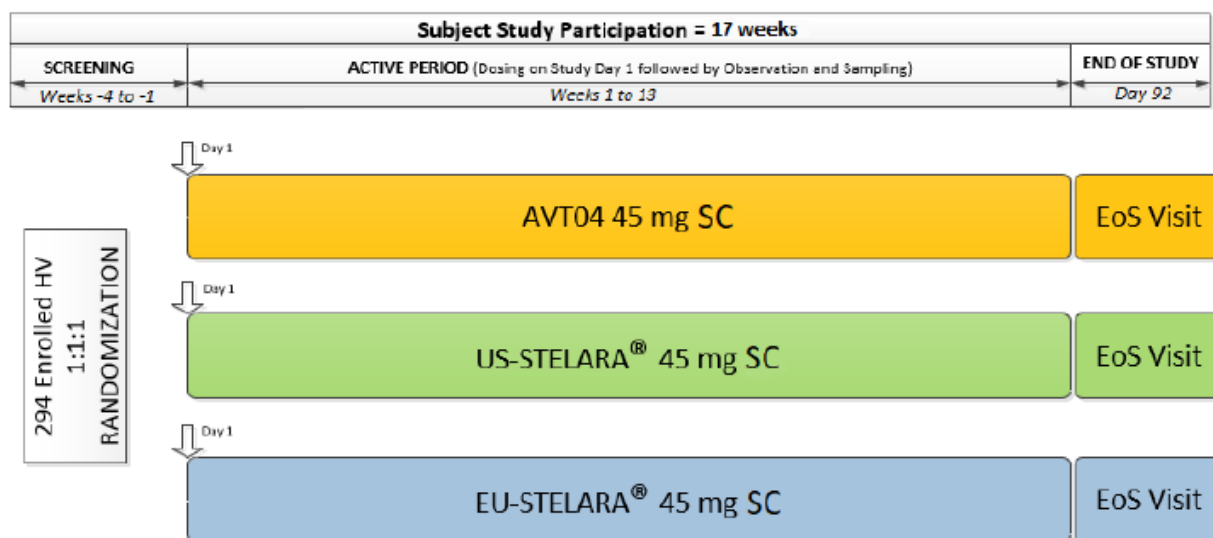 Subject Study Participation = 17 weeks
SCREENING
ACTIVE PERIOD (Dosing on Study Day 1 followed by Observation and Sampling)
END OF STUDY
Weeks -4 to -1
Weeks 1 to 13
Day 92
Day 1
AVT04 45 mg SC
EoS Visit
294 Enrolled HV
1:1:1
RANDOMIZATION
Day 1
US-STELARA® 45 mg SC
EoS Visit
Day 1
EU-STELARA® 45 mg SC
EoS Visit